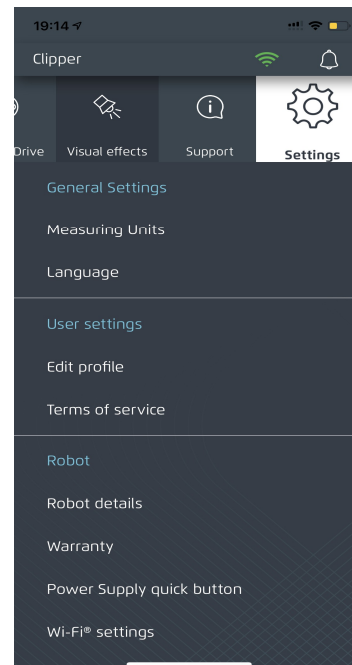 19:14
Clipper
Drive
Visual effects
Support
Settings
General Settings
Measuring Units
Language
User settings
Edit profile
Terms of service
Robot
Robot details
Warranty
Power Supply quick button
Wi-Fi® settings